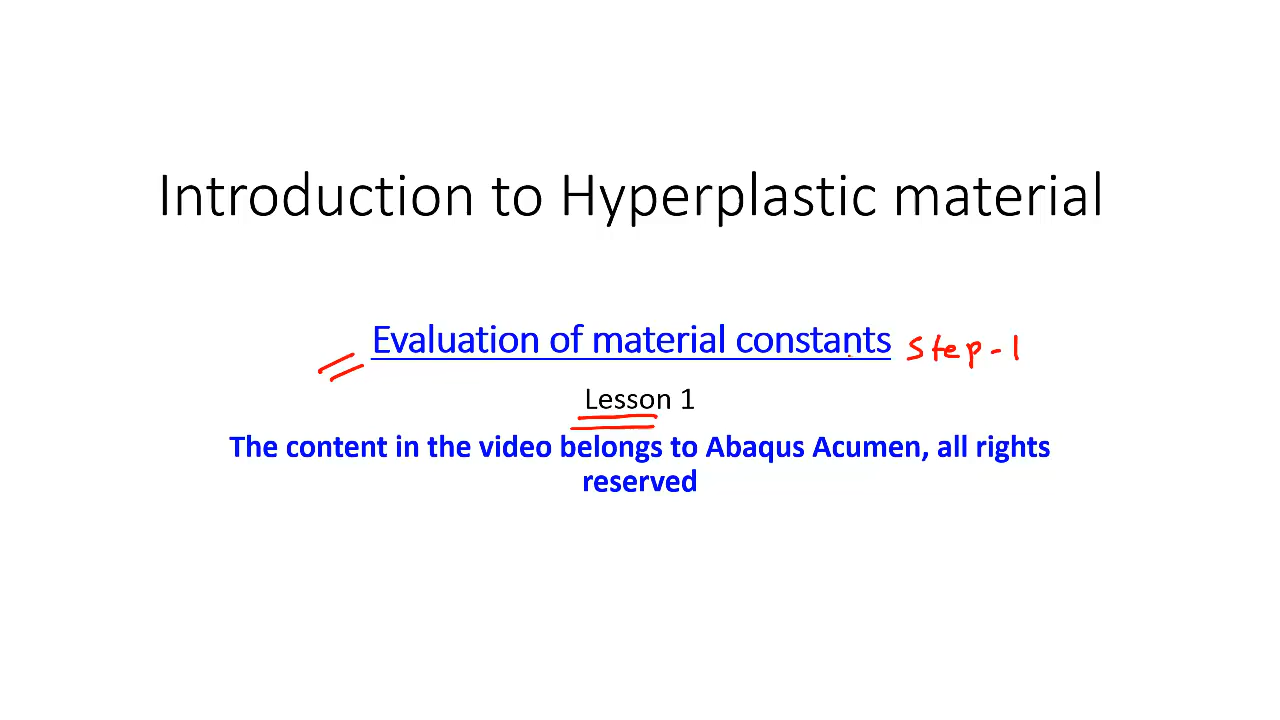 Introduction to Hyperplastic material
Evaluation of material constants step-1
Lesson 1
The content in the video belongs to Abaqus Acumen, all rights
reserved